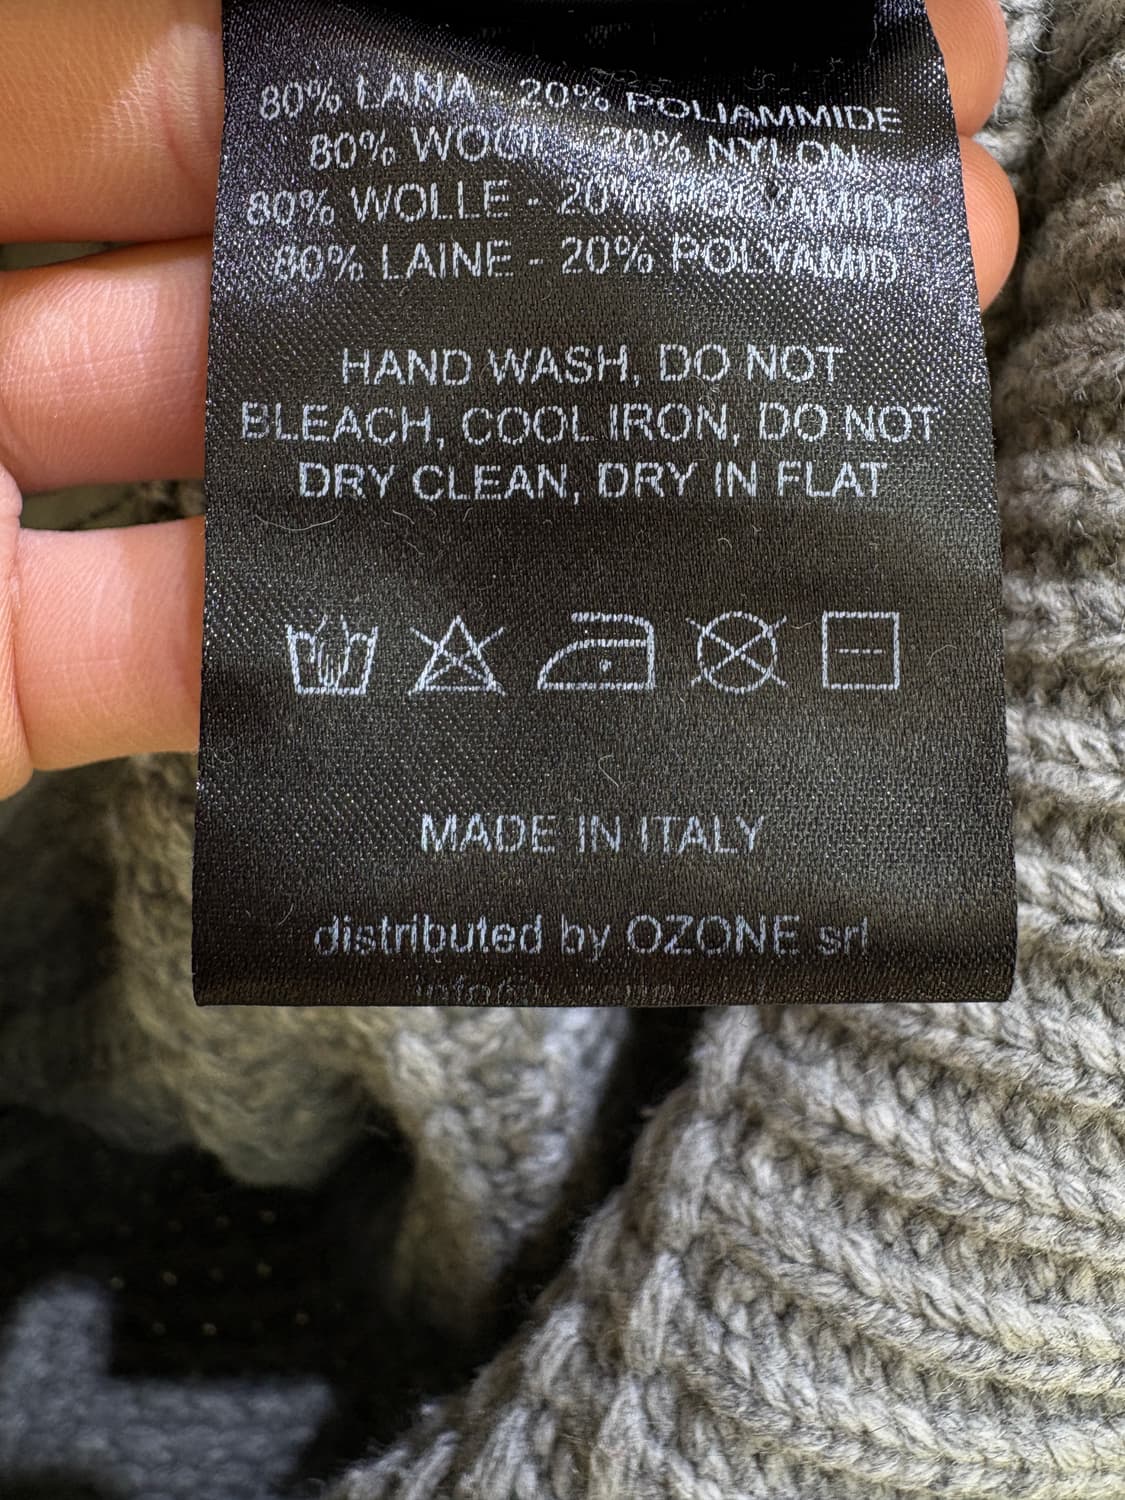 80% LANA - 20% POLIAMMIDE
80% WOOL - 20% NYLON
80% WOLLE - 20% POLYAMIDE
80% LAINE - 20% POLYAMID
HAND WASH, DO NOT
BLEACH, COOL IRON, DO NOT
DRY CLEAN, DRY IN FLAT
MADE IN ITALY
distributed by OZONE srl